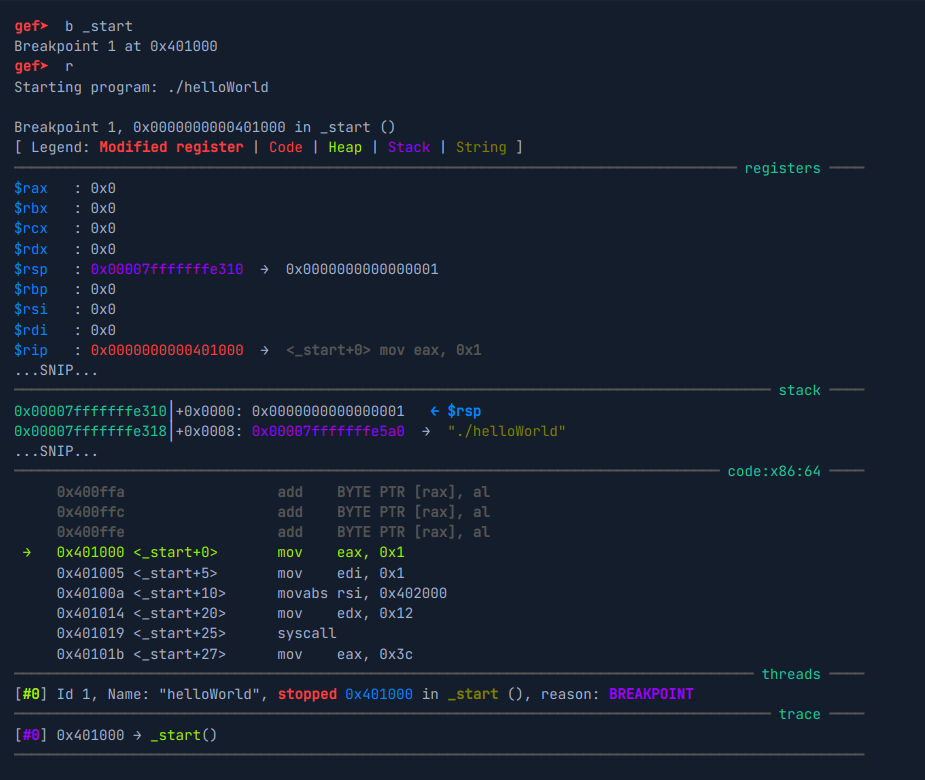 gef➤  b _start
Breakpoint 1 at 0x401000
gef➤  r
Starting program: ./helloWorld
Breakpoint 1, 0x0000000000401000 in _start ()
[ Legend: Modified register | Code | Heap | Stack | String ]
registers
$rax   : 0x0
$rbx   : 0x0
$rcx   : 0x0
$rdx   : 0x0
$rsp   : 0x00007fffffffe310  →  0x0000000000000001
$rbp   : 0x0
$rsi   : 0x0
$rdi   : 0x0
$rip   : 0x0000000000401000  →  <_start+0> mov eax, 0x1
...SNIP...
stack
0x00007fffffffe310│+0x0000: 0x0000000000000001   ← $rsp
0x00007fffffffe318│+0x0008: 0x00007fffffffe5a0  →  "./helloWorld"
...SNIP...
code:x86:64
0x400ffa                  add    BYTE PTR [rax], al
0x400ffc                  add    BYTE PTR [rax], al
0x400ffe                  add    BYTE PTR [rax], al
→   0x401000 <_start+0>       mov    eax, 0x1
0x401005 <_start+5>       mov    edi, 0x1
0x40100a <_start+10>      movabs rsi, 0x402000
0x401014 <_start+20>      mov    edx, 0x12
0x401019 <_start+25>      syscall
0x40101b <_start+27>      mov    eax, 0x3c
threads
[#0] Id 1, Name: "helloWorld", stopped 0x401000 in _start (), reason: BREAKPOINT
trace
[#0] 0x401000 → _start()